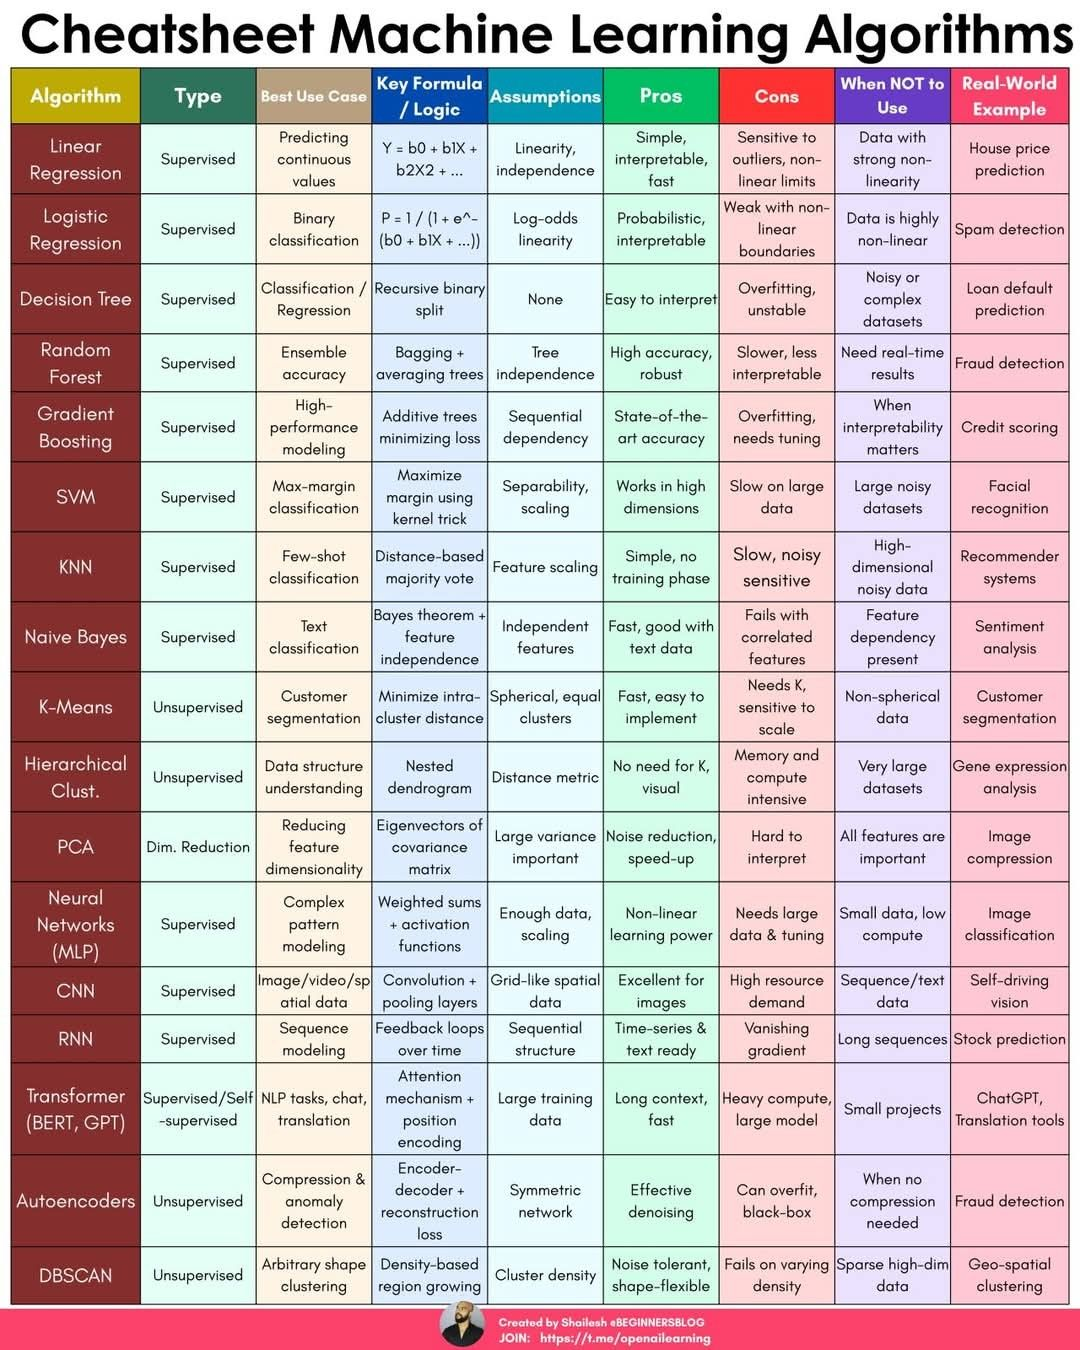 Cheatsheet Machine Learning Algorithms
Algorithm
Type
Best Use Case
Key Formula
/ Logic
Assumptions
Pros
Cons
When NOT to
Use
Real-World
Example
Linear
Regression
Supervised
Predicting
continuous
values
Y = b0 + b1X +
b2X2 + ...
Linearity,
independence
Simple,
interpretable,
fast
Sensitive to
outliers, non-
linear limits
Data with
strong non-
linearity
House price
prediction
Logistic
Regression
Supervised
Binary
classification
P = 1 / (1 + e^-
(b0 + b1X + ...))
Log-odds
linearity
Probabilistic,
interpretable
Weak with non-
linear
boundaries
Data is highly
non-linear
Spam detection
Decision Tree
Supervised
Classification /
Regression
Recursive binary
split
None
Easy to interpret
Overfitting,
unstable
Noisy or
complex
datasets
Loan default
prediction
Random
Forest
Supervised
Ensemble
accuracy
Bagging +
averaging trees
Tree
independence
High accuracy,
robust
Slower, less
interpretable
Need real-time
results
Fraud detection
Gradient
Boosting
Supervised
High-
performance
modeling
Additive trees
minimizing loss
Sequential
dependency
State-of-the-
art accuracy
Overfitting,
needs tuning
When
interpretability
matters
Credit scoring
SVM
Supervised
Max-margin
classification
Maximize
margin using
kernel trick
Separability,
scaling
Works in high
dimensions
Slow on large
data
Large noisy
datasets
Facial
recognition
KNN
Supervised
Few-shot
classification
Distance-based
majority vote
Feature scaling
Simple, no
training phase
Slow, noisy
sensitive
High-
dimensional
noisy data
Recommender
systems
Naive Bayes
Supervised
Text
classification
Bayes theorem +
feature
independence
Independent
features
Fast, good with
text data
Fails with
correlated
features
Feature
dependency
present
Sentiment
analysis
K-Means
Unsupervised
Customer
segmentation
Minimize intra-
cluster distance
Spherical, equal
clusters
Fast, easy to
implement
Needs K,
sensitive to
scale
Non-spherical
data
Customer
segmentation
Hierarchical
Clust.
Unsupervised
Data structure
understanding
Nested
dendrogram
Distance metric
No need for K,
visual
Memory and
compute
intensive
Very large
datasets
Gene expression
analysis
PCA
Dim. Reduction
Reducing
feature
dimensionality
Eigenvectors of
covariance
matrix
Large variance
important
Noise reduction,
speed-up
Hard to
interpret
All features are
important
Image
compression
Neural
Networks
(MLP)
Supervised
Complex
pattern
modeling
Weighted sums
+ activation
functions
Enough data,
scaling
Non-linear
learning power
Needs large
data & tuning
Small data, low
compute
Image
classification
CNN
Supervised
Image/video/sp
atial data
Convolution +
pooling layers
Grid-like spatial
data
Excellent for
images
High resource
demand
Sequence/text
data
Self-driving
vision
RNN
Supervised
Sequence
modeling
Feedback loops
over time
Sequential
structure
Time-series &
text ready
Vanishing
gradient
Long sequences
Stock prediction
Transformer
(BERT, GPT)
Supervised/Self
-supervised
NLP tasks, chat,
translation
Attention
mechanism +
position
encoding
Large training
data
Long context,
fast
Heavy compute,
large model
Small projects
ChatGPT,
Translation tools
Autoencoders
Unsupervised
Compression &
anomaly
detection
Encoder-
decoder +
reconstruction
loss
Symmetric
network
Effective
denoising
Can overfit,
black-box
When no
compression
needed
Fraud detection
DBSCAN
Unsupervised
Arbitrary shape
clustering
Density-based
region growing
Cluster density
Noise tolerant,
shape-flexible
Fails on varying
density
Sparse high-dim
data
Geo-spatial
clustering
Created by Shailesh @BEGINNERSBLOG
JOIN: https://t.me/openailearning